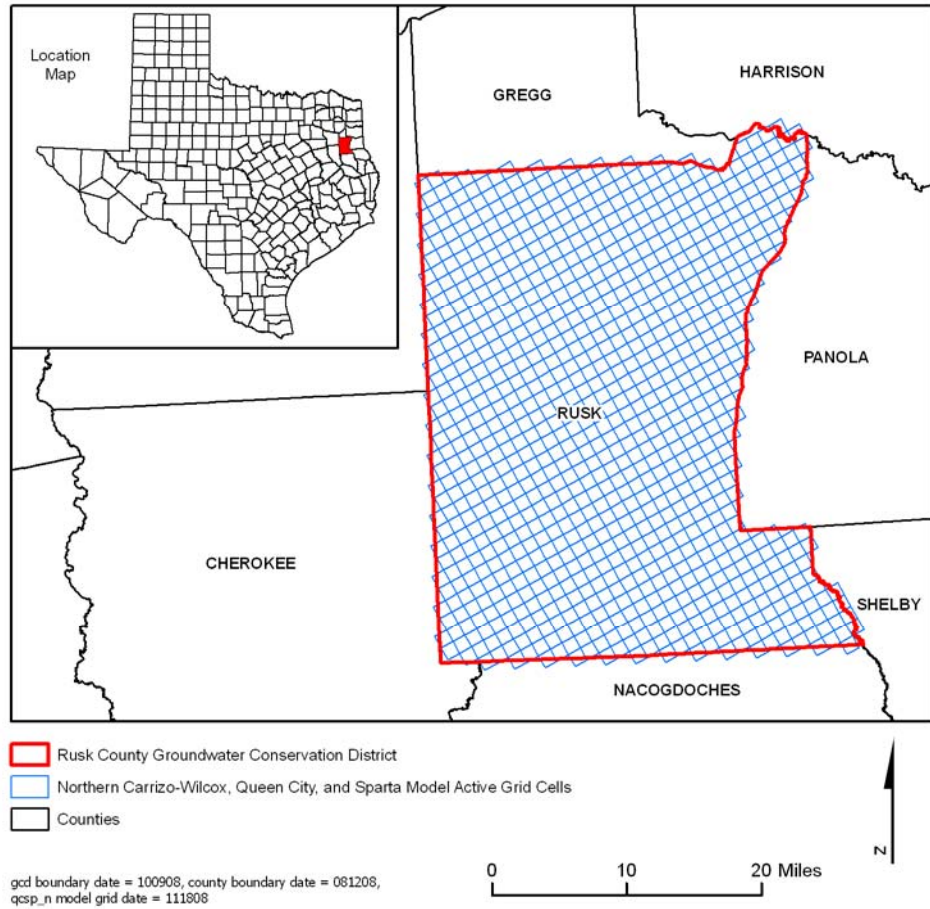 Location
Map
HARRISON
GREGG
PANOLA
RUSK
CHEROKEE
SHELBY
NACOGDOCHES
Rusk County Groundwater Conservation District
Northern Carrizo-Wilcox, Queen City, and Sparta Model Active Grid Cells
Counties
N
0 10 20 Miles
gcd boundary date = 100908, county boundary date = 081208,
qcsp_n model grid date = 111808